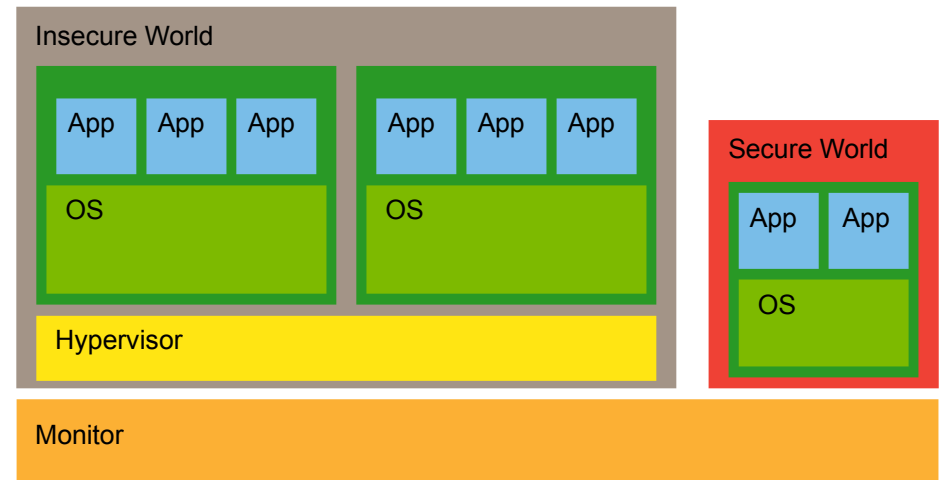 Insecure World
App App App
OS
App App App
OS
Hypervisor
Secure World
App App
OS
Monitor